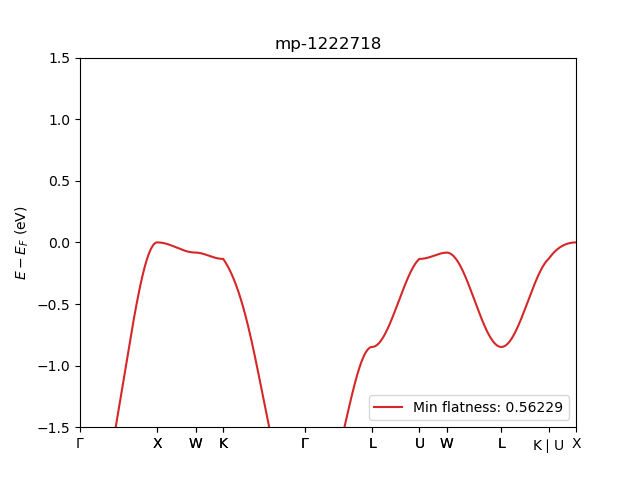 mp-1222718
E − E_F (eV)
1.5
1.0
0.5
0.0
−0.5
−1.0
−1.5
Γ X W K Γ L U W L K | U X
Min flatness: 0.56229